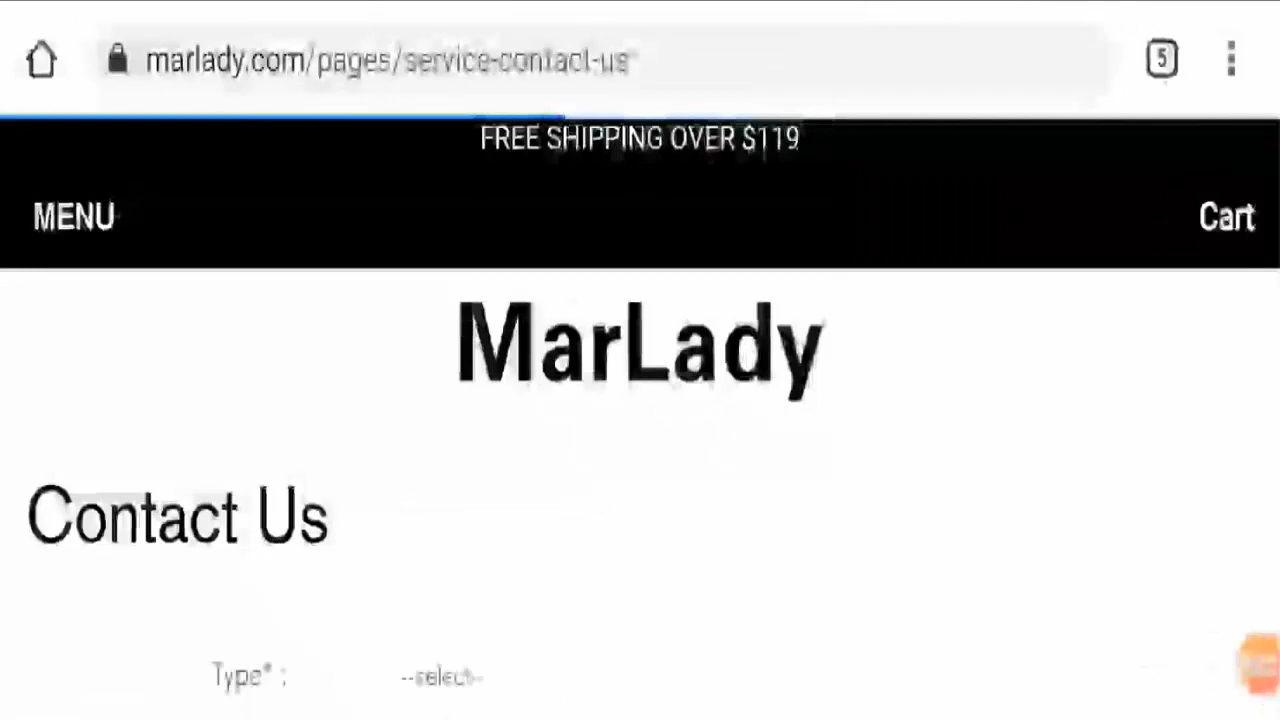 marlady.com/pages/service-contact-us
5
FREE SHIPPING OVER $119
MENU
Cart
MarLady
Contact Us
Type* :
--select--